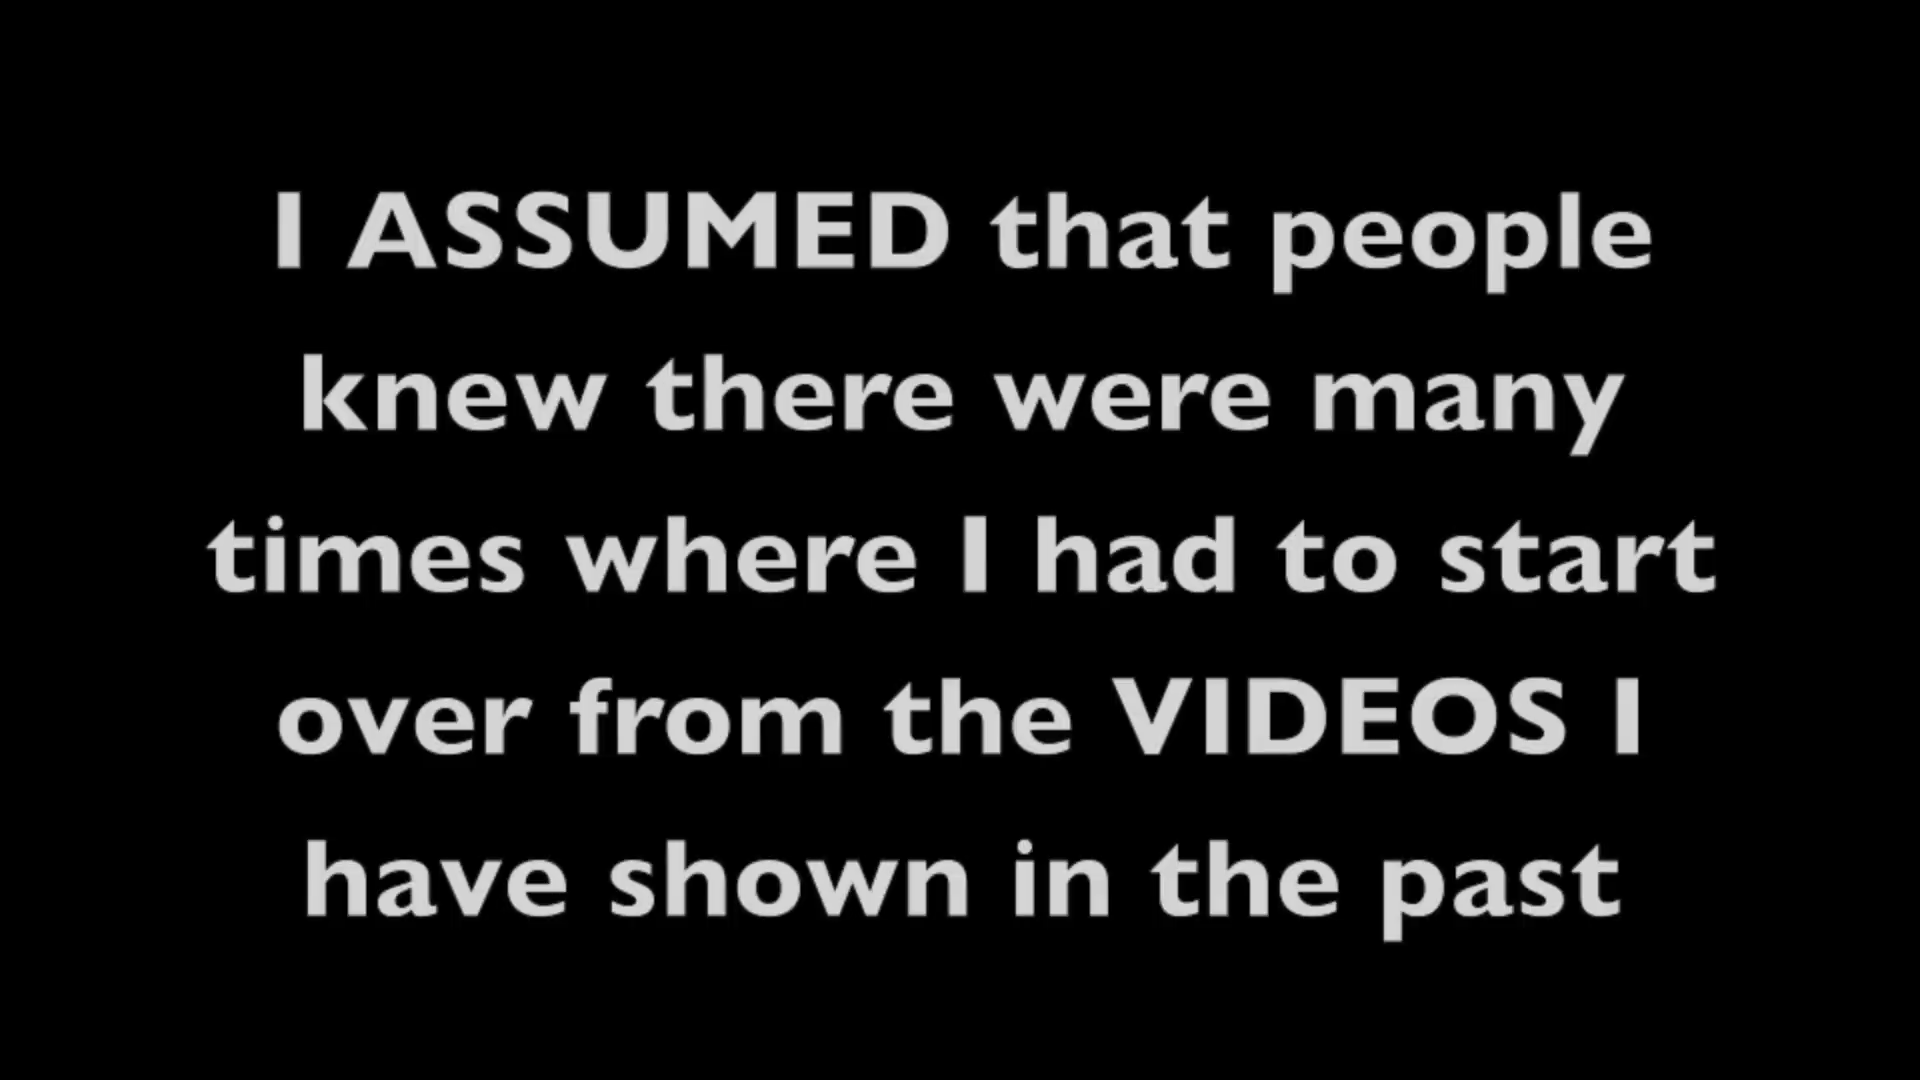 I ASSUMED that people
knew there were many
times where I had to start
over from the VIDEOS I
have shown in the past